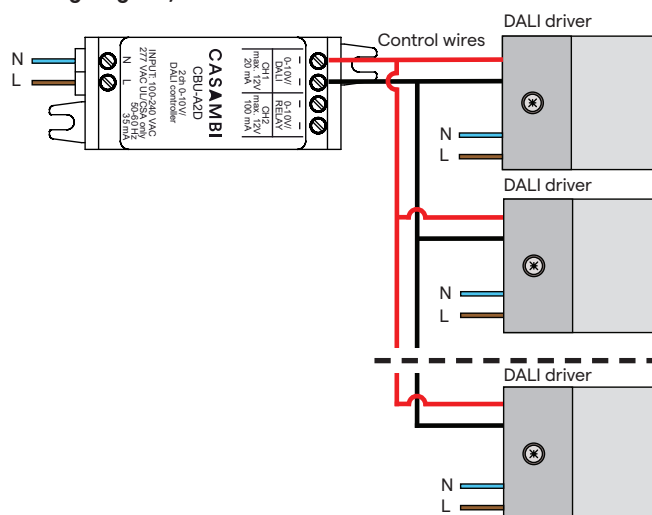 DALI driver
Control wires
N
L
N
L
INPUT: 100-240 VAC
277 VAC UL/CSA only
50-60 Hz
35 mA
CASAMBI
CBU-A2D
2ch 0-10V/
DALI controller
0-10V/
DALI
CH1
max. 12V
20 mA
0-10V/
RELAY
CH2
max. 12V
100 mA
N
L
DALI driver
N
L
DALI driver
N
L